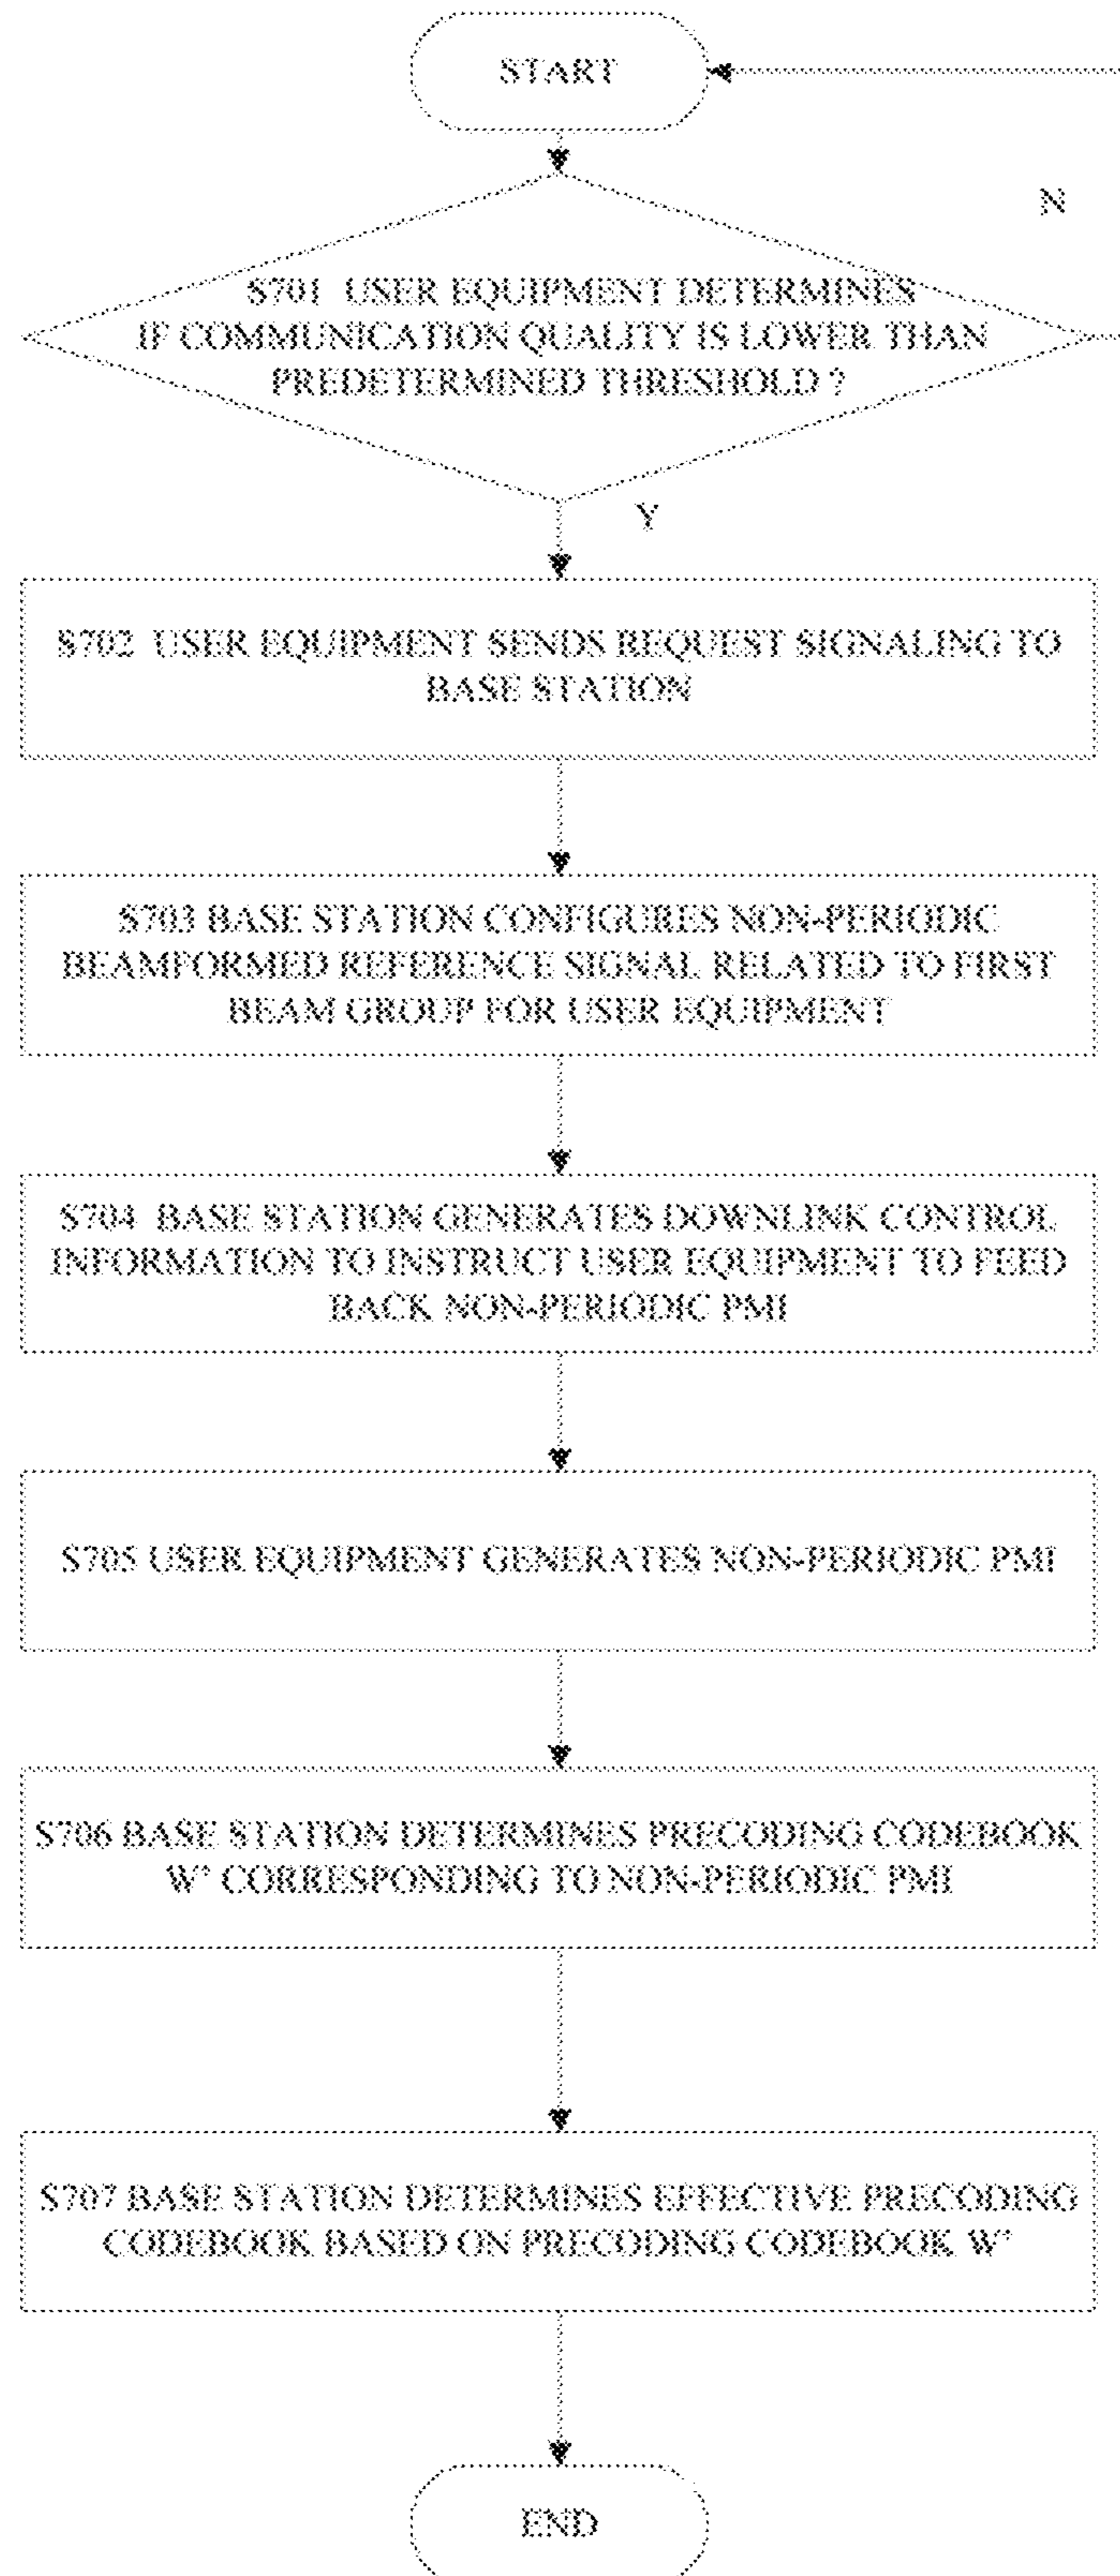 START
N
S701 USER EQUIPMENT DETERMINES
IF COMMUNICATION QUALITY IS LOWER THAN
PREDETERMINED THRESHOLD ?
Y
S702 USER EQUIPMENT SENDS REQUEST SIGNALING TO
BASE STATION
S703 BASE STATION CONFIGURES NON-PERIODIC
BEAMFORMED REFERENCE SIGNAL RELATED TO FIRST
BEAM GROUP FOR USER EQUIPMENT
S704 BASE STATION GENERATES DOWNLINK CONTROL
INFORMATION TO INSTRUCT USER EQUIPMENT TO FEED
BACK NON-PERIODIC PMI
S705 USER EQUIPMENT GENERATES NON-PERIODIC PMI
S706 BASE STATION DETERMINES PRECODING CODEBOOK
W' CORRESPONDING TO NON-PERIODIC PMI
S707 BASE STATION DETERMINES EFFECTIVE PRECODING
CODEBOOK BASED ON PRECODING CODEBOOK W'
END